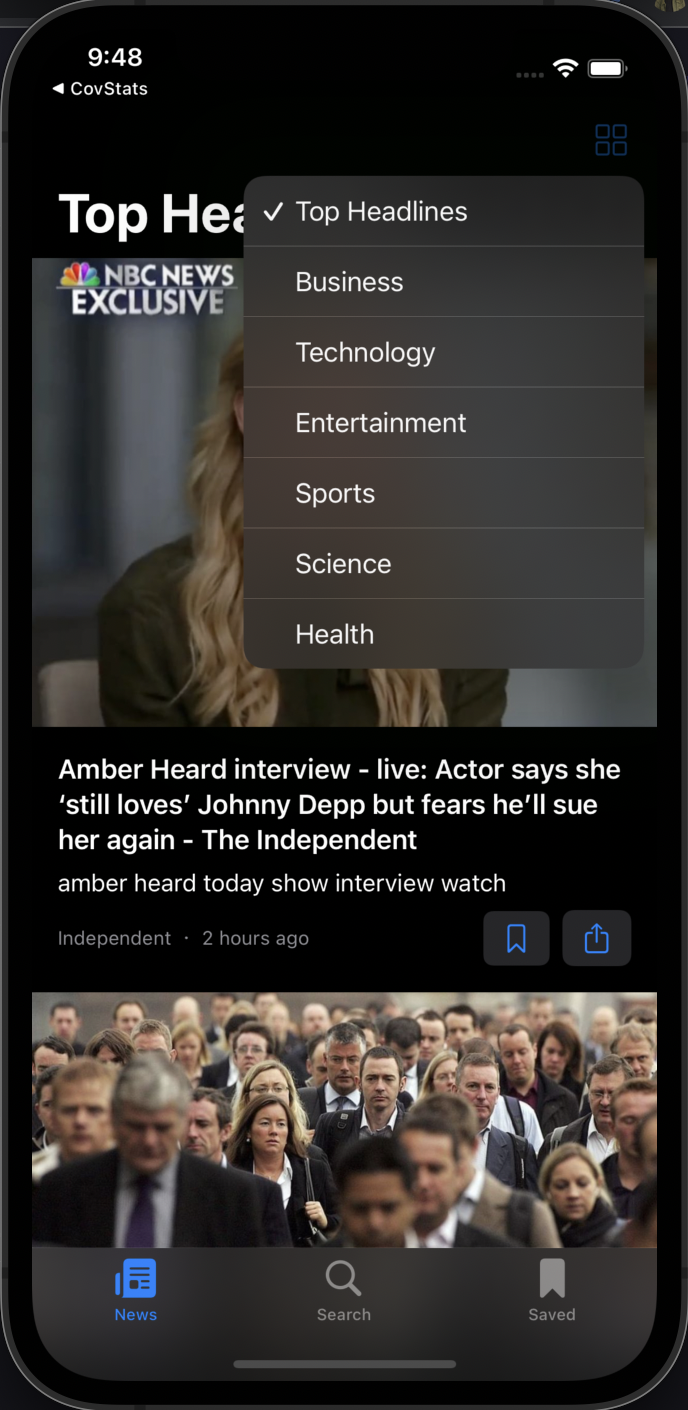 9:48
◀ CovStats
Top Hea
✓ Top Headlines
Business
Technology
Entertainment
Sports
Science
Health
NBC NEWS
EXCLUSIVE
Amber Heard interview - live: Actor says she
‘still loves’ Johnny Depp but fears he’ll sue
her again - The Independent
amber heard today show interview watch
Independent · 2 hours ago
News
Search
Saved